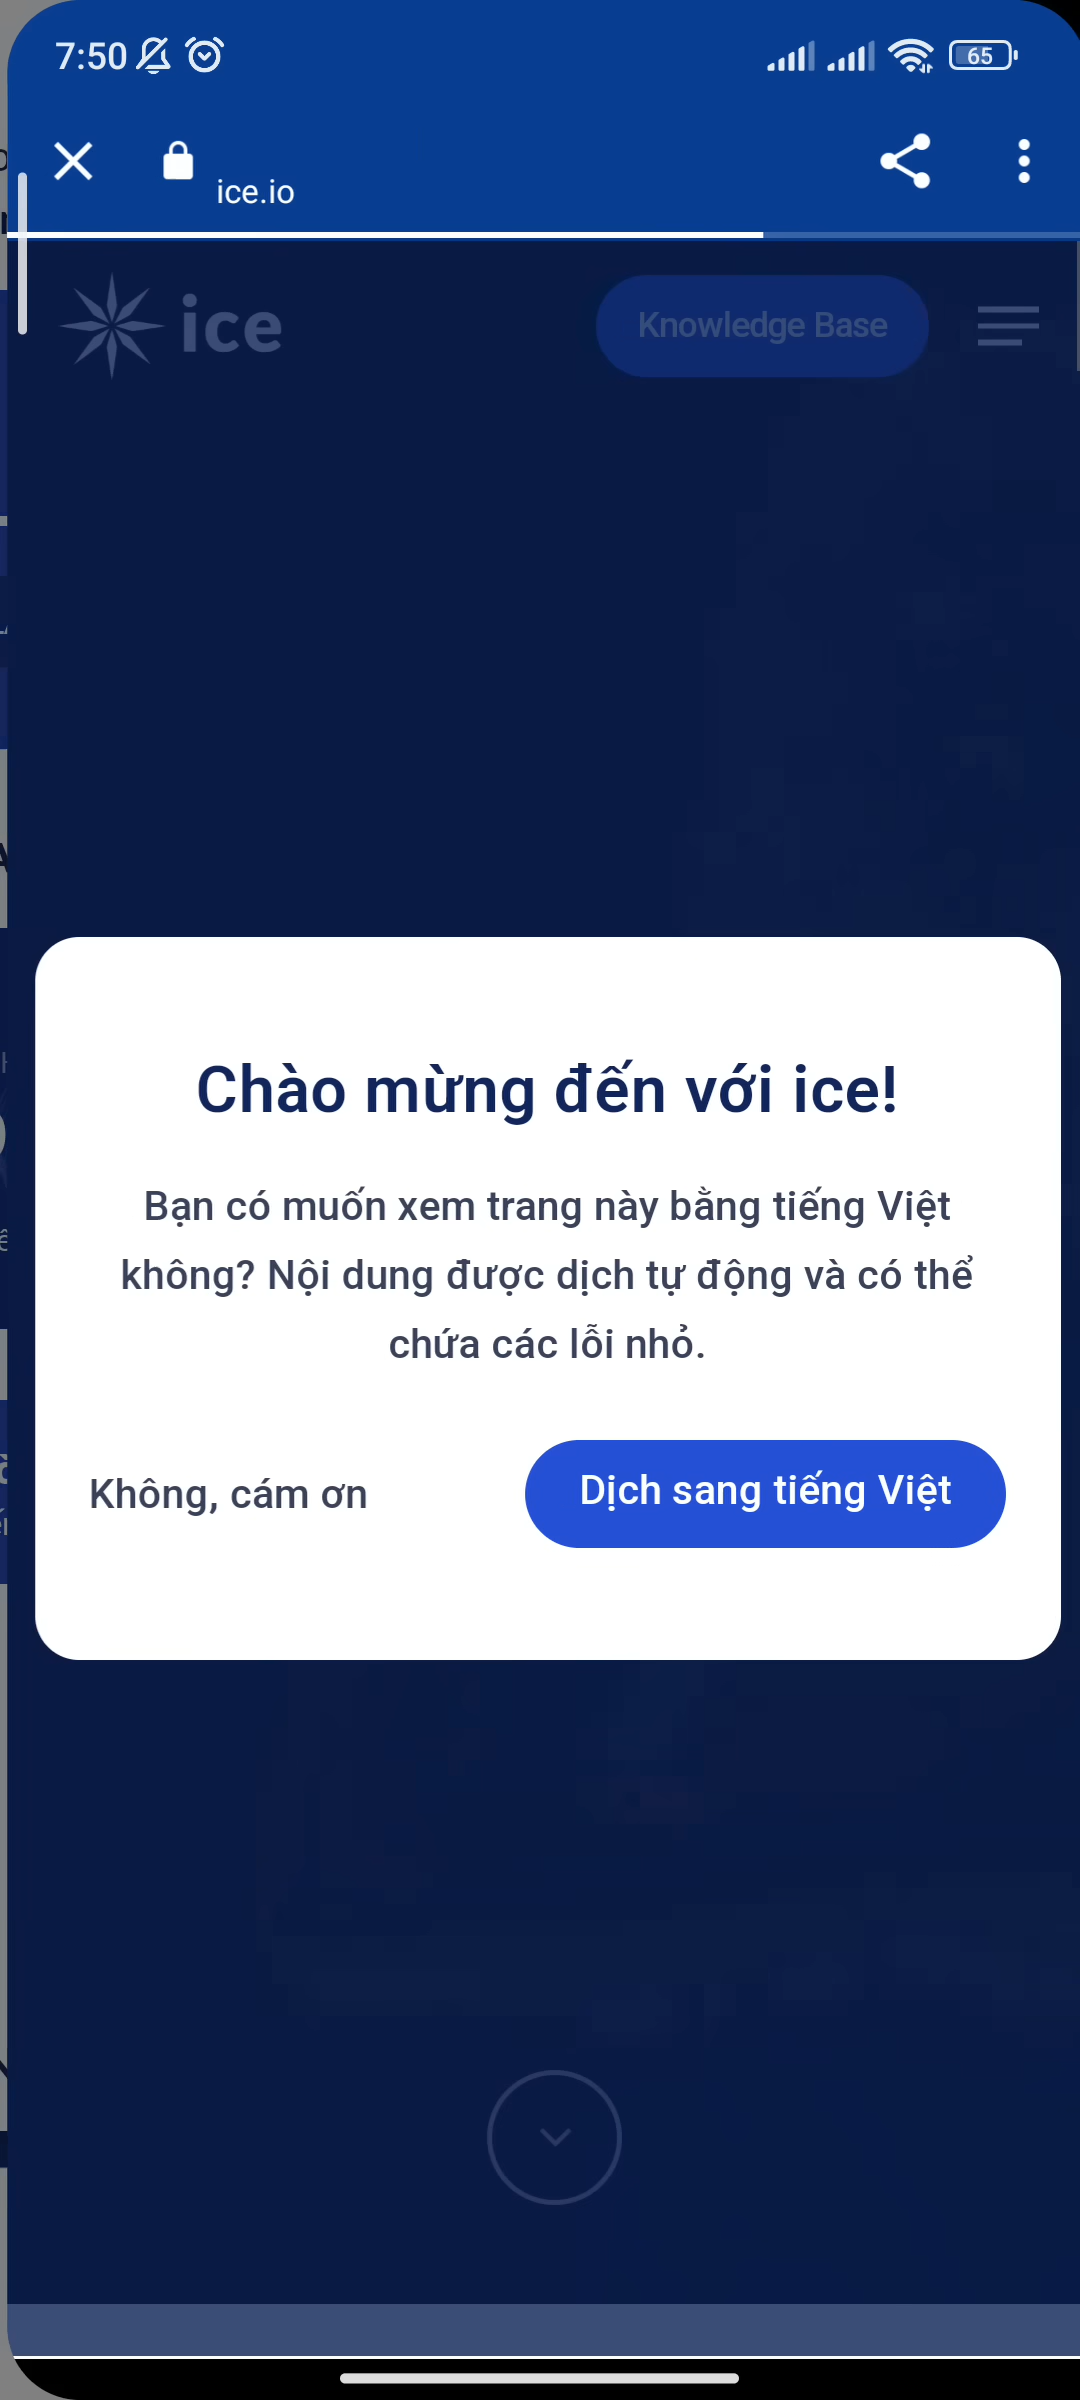 7:50
65
ice.io
ice
Knowledge Base
Chào mừng đến với ice!
Bạn có muốn xem trang này bằng tiếng Việt
không? Nội dung được dịch tự động và có thể
chứa các lỗi nhỏ.
Không, cám ơn
Dịch sang tiếng Việt